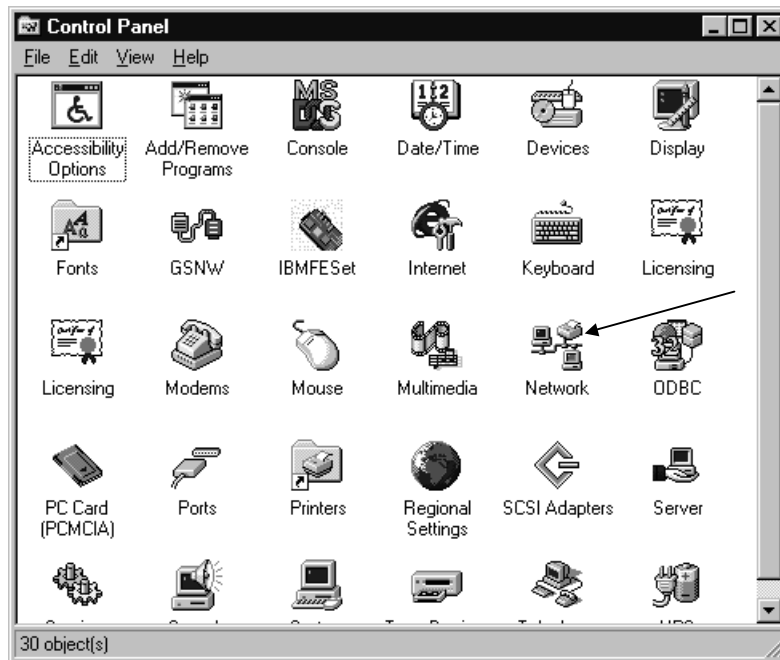 Control Panel
File Edit View Help
Accessibility Options
Add/Remove Programs
Console
Date/Time
Devices
Display
Fonts
GSNW
IBMFESet
Internet
Keyboard
Licensing
Licensing
Modems
Mouse
Multimedia
Network
ODBC
PC Card (PCMCIA)
Ports
Printers
Regional Settings
SCSI Adapters
Server
30 object(s)